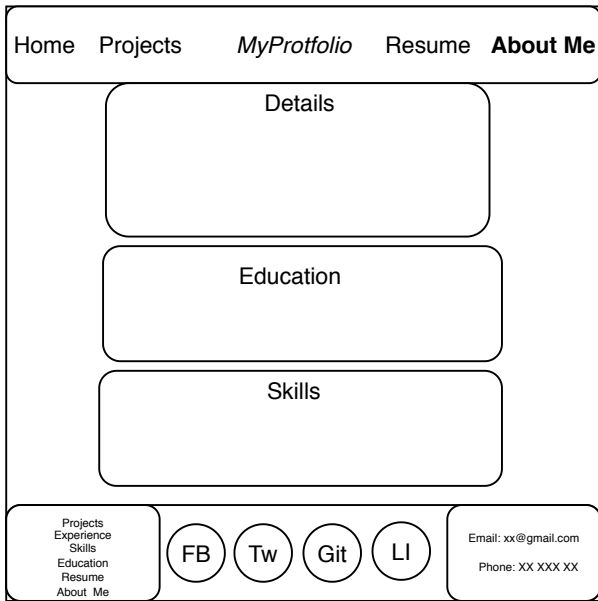 Home Projects MyProtfolio Resume About Me
Details
Education
Skills
Projects
Experience
Skills
Education
Resume
About Me
FB Tw Git LI
Email: xx@gmail.com
Phone: XX XXX XX